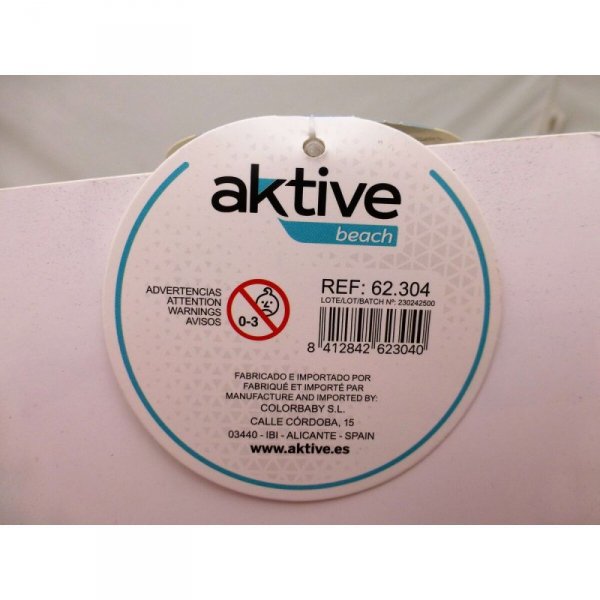 aktive
beach
ADVERTENCIAS
ATTENTION
WARNINGS
AVISOS
0-3
REF: 62.304
LOTE/LOT/BATCH Nº: 230242500
8 412842 623040
FABRICADO E IMPORTADO POR
FABRIQUÉ ET IMPORTÉ PAR
MANUFACTURE AND IMPORTED BY:
COLORBABY S.L.
CALLE CÓRDOBA, 15
03440 - IBI - ALICANTE - SPAIN
www.aktive.es